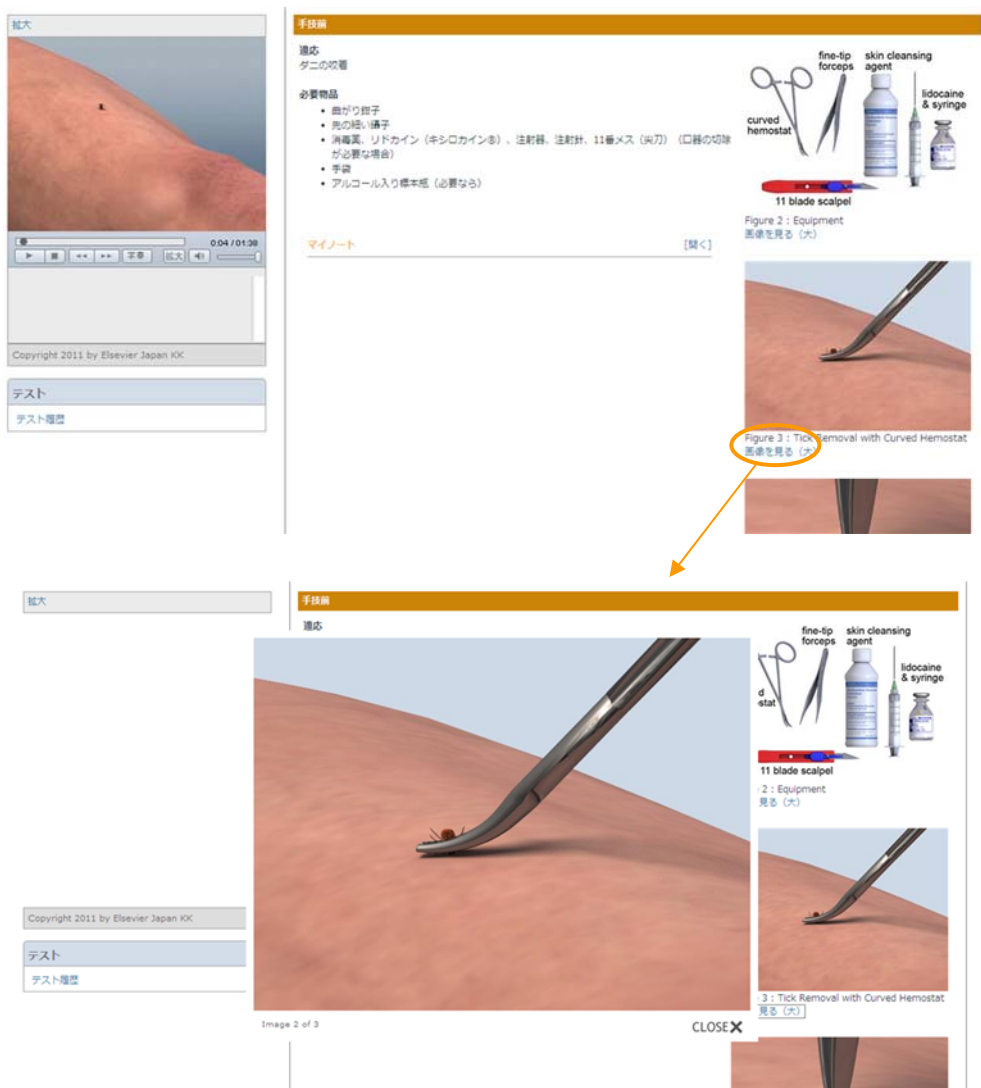 拡大
0:04 / 01:38
字幕
拡大
Copyright 2011 by Elsevier Japan KK
テスト
テスト履歴
手技前
適応
ダニの咬着
必要物品
曲がり鉗子
先の細い鑷子
消毒薬、リドカイン（キシロカイン®）、注射器、注射針、11番メス（尖刀）（口器の切除
が必要な場合）
手袋
アルコール入り標本瓶（必要なら）
マイノート
[開く]
fine-tip
forceps
skin cleansing
agent
lidocaine
& syringe
curved
hemostat
11 blade scalpel
Figure 2 : Equipment
画像を見る（大）
Figure 3 : Tick Removal with Curved Hemostat
画像を見る（大）
拡大
Copyright 2011 by Elsevier Japan KK
テスト
テスト履歴
手技前
適応
fine-tip
forceps
skin cleansing
agent
lidocaine
& syringe
d
ostat
11 blade scalpel
2 : Equipment
見る（大）
3 : Tick Removal with Curved Hemostat
見る（大）
Image 2 of 3
CLOSE X